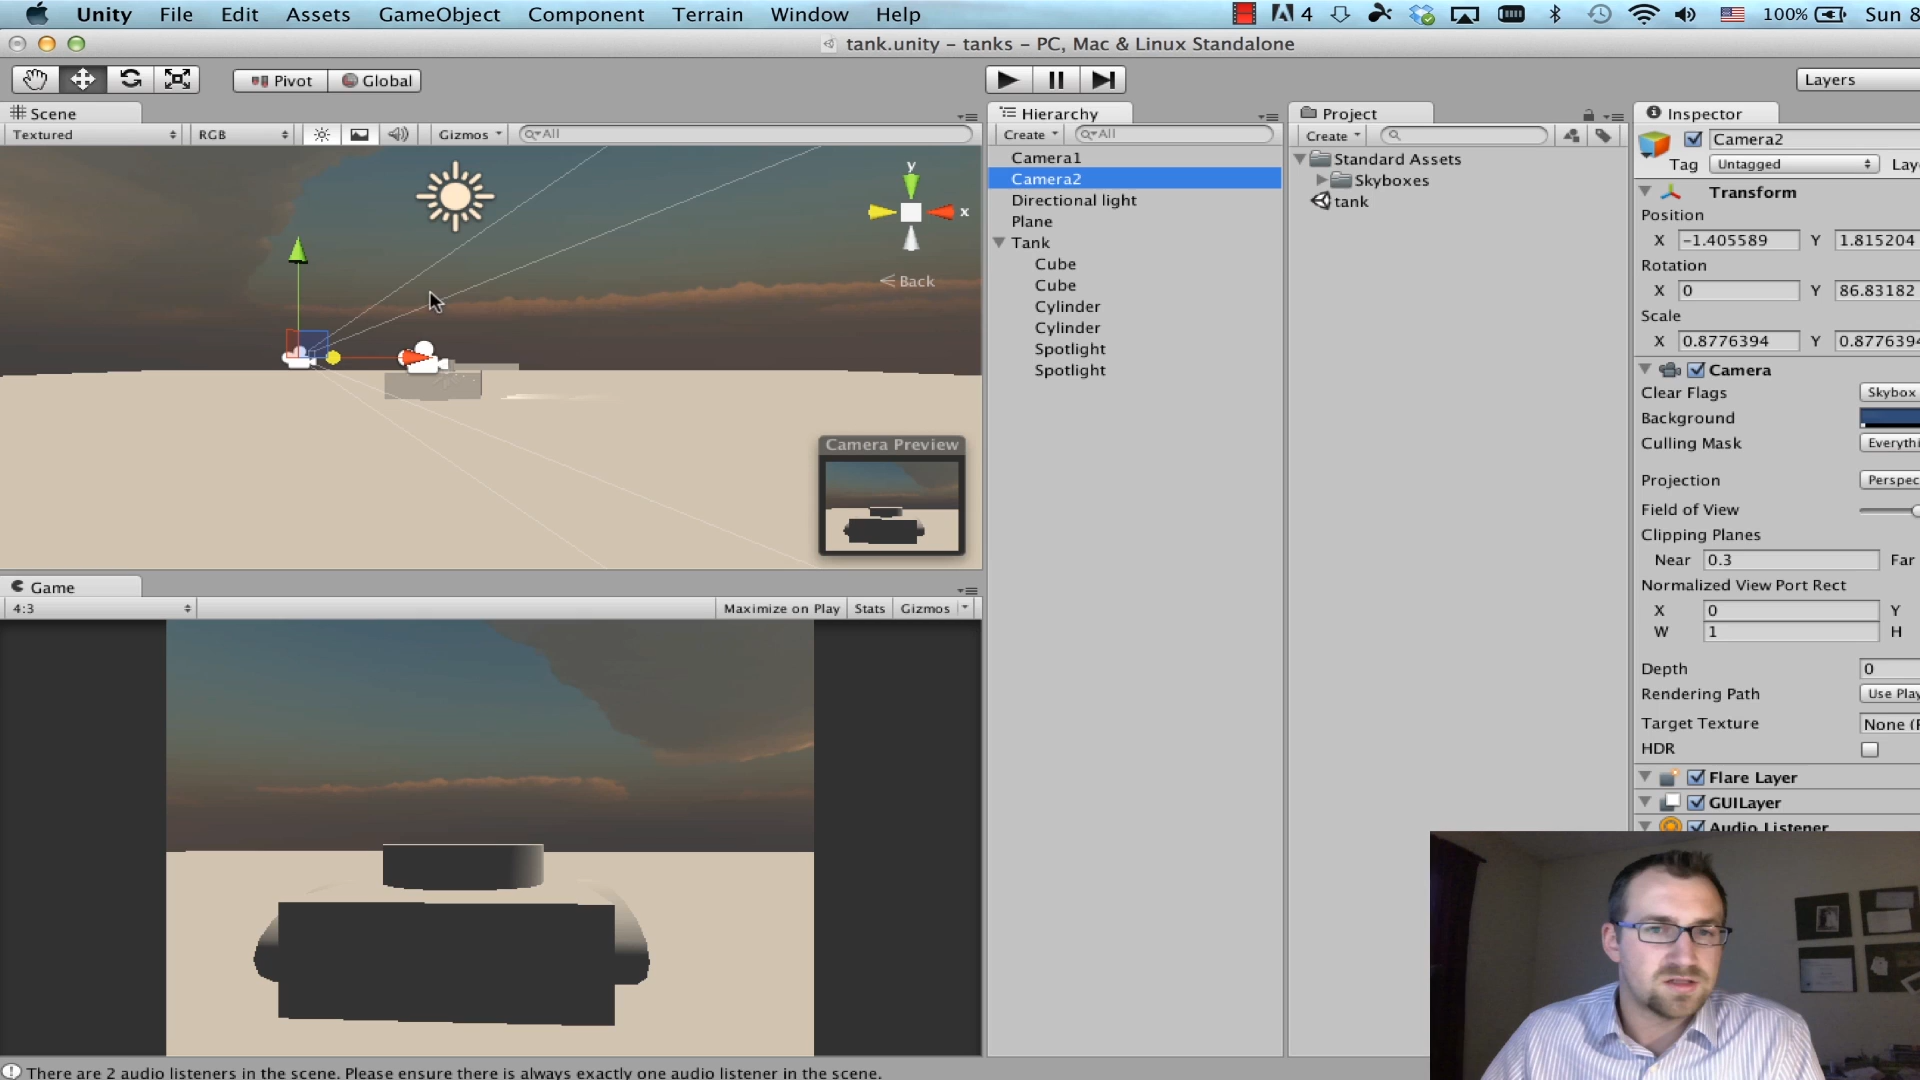 Unity File Edit Assets GameObject Component Terrain Window Help 4 100% Sun 8
tank.unity – tanks – PC, Mac & Linux Standalone
Pivot Global Layers
Scene
Textured RGB Gizmos All
y
x
Back
Camera Preview
Game
4:3 Maximize on Play Stats Gizmos
There are 2 audio listeners in the scene. Please ensure there is always exactly one audio listener in the scene.
Hierarchy
Create All
Camera1
Camera2
Directional light
Plane
Tank
Cube
Cube
Cylinder
Cylinder
Spotlight
Spotlight
Project
Create
Standard Assets
Skyboxes
tank
Inspector
Camera2
Tag Untagged Laye
Transform
Position
X -1.405589 Y 1.815204
Rotation
X 0 Y 86.83182
Scale
X 0.8776394 Y 0.8776394
Camera
Clear Flags Skybox
Background
Culling Mask Everythi
Projection Perspec
Field of View
Clipping Planes
Near 0.3 Far
Normalized View Port Rect
X 0 Y
W 1 H
Depth 0
Rendering Path Use Play
Target Texture None (R
HDR
Flare Layer
GUILayer
Audio Listener